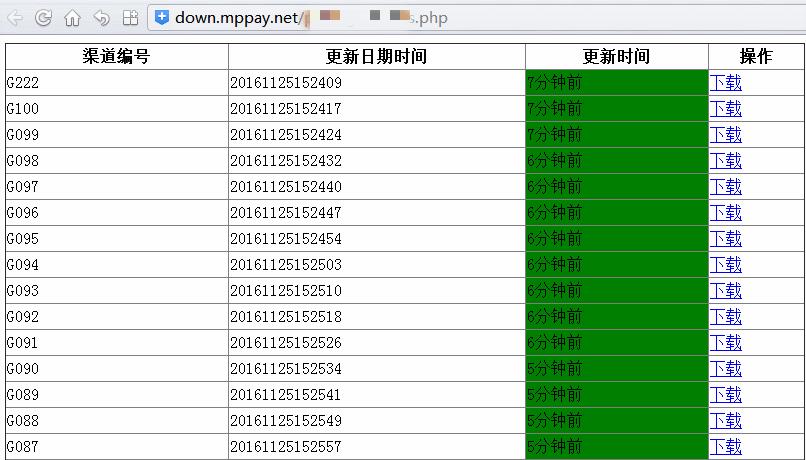 down.mppay.net/ s.php
渠道编号 更新日期时间 更新时间 操作
G222 20161125152409 7分钟前 下载
G100 20161125152417 7分钟前 下载
G099 20161125152424 7分钟前 下载
G098 20161125152432 6分钟前 下载
G097 20161125152440 6分钟前 下载
G096 20161125152447 6分钟前 下载
G095 20161125152454 6分钟前 下载
G094 20161125152503 6分钟前 下载
G093 20161125152510 6分钟前 下载
G092 20161125152518 6分钟前 下载
G091 20161125152526 6分钟前 下载
G090 20161125152534 5分钟前 下载
G089 20161125152541 5分钟前 下载
G088 20161125152549 5分钟前 下载
G087 20161125152557 5分钟前 下载